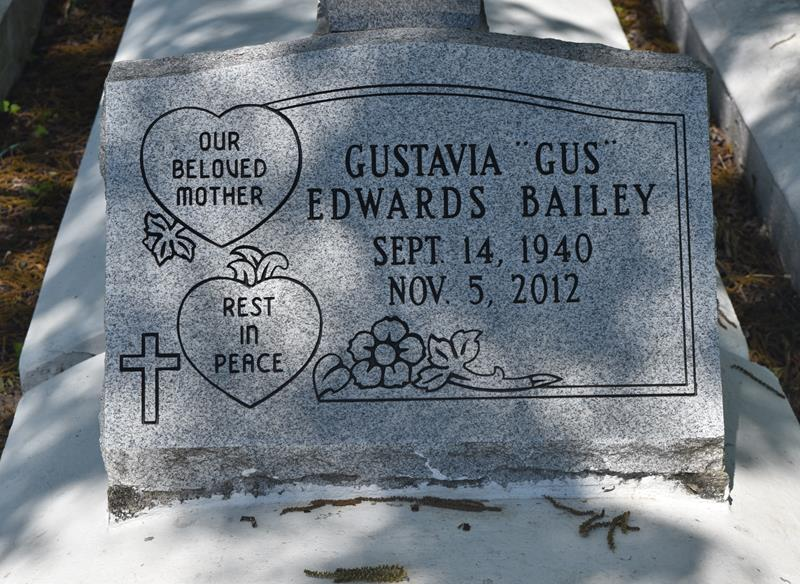 OUR
BELOVED
MOTHER
REST
IN
PEACE
GUSTAVIA "GUS"
EDWARDS BAILEY
SEPT. 14, 1940
NOV. 5, 2012